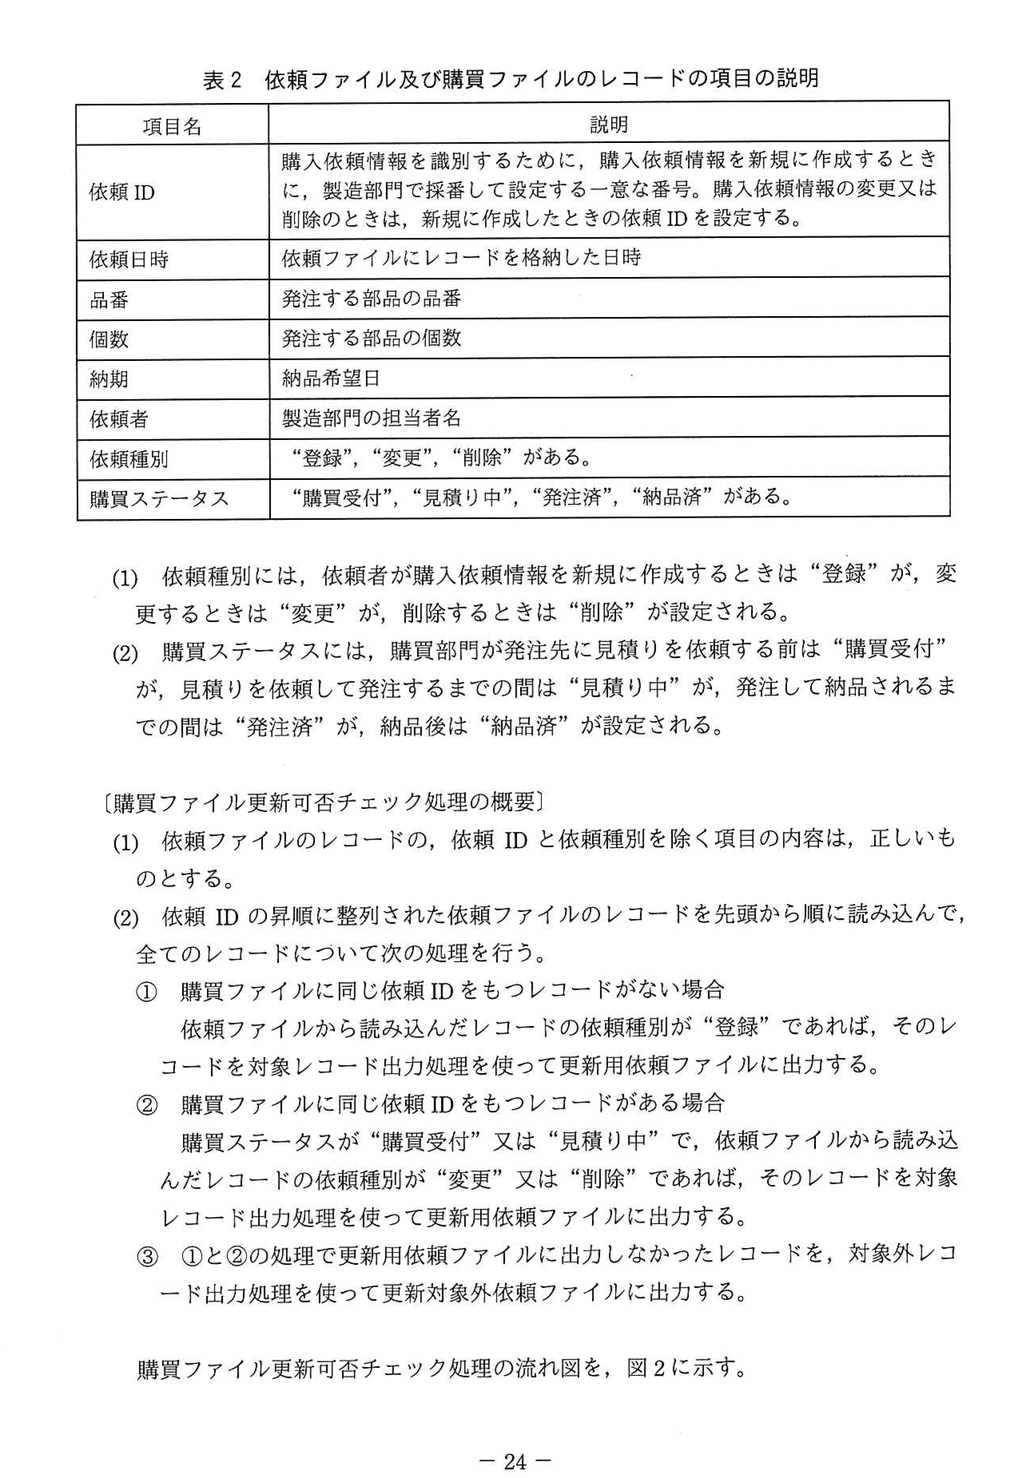 表2 依頼ファイル及び購買ファイルのレコードの項目の説明
項目名 説明
依頼 ID 購入依頼情報を識別するために，購入依頼情報を新規に作成するとき
に，製造部門で採番して設定する一意な番号。購入依頼情報の変更又は
削除のときは，新規に作成したときの依頼 ID を設定する。
依頼日時 依頼ファイルにレコードを格納した日時
品番 発注する部品の品番
個数 発注する部品の個数
納期 納品希望日
依頼者 製造部門の担当者名
依頼種別 “登録”，“変更”，“削除” がある。
購買ステータス “購買受付”，“見積り中”，“発注済”，“納品済” がある。
(1) 依頼種別には，依頼者が購入依頼情報を新規に作成するときは “登録” が，変
更するときは “変更” が，削除するときは “削除” が設定される。
(2) 購買ステータスには，購買部門が発注先に見積りを依頼する前は “購買受付”
が，見積りを依頼して発注するまでの間は “見積り中” が，発注して納品されるま
での間は “発注済” が，納品後は “納品済” が設定される。
〔購買ファイル更新可否チェック処理の概要〕
(1) 依頼ファイルのレコードの，依頼 ID と依頼種別を除く項目の内容は，正しいも
のとする。
(2) 依頼 ID の昇順に整列された依頼ファイルのレコードを先頭から順に読み込んで，
全てのレコードについて次の処理を行う。
① 購買ファイルに同じ依頼 ID をもつレコードがない場合
依頼ファイルから読み込んだレコードの依頼種別が “登録” であれば，そのレ
コードを対象レコード出力処理を使って更新用依頼ファイルに出力する。
② 購買ファイルに同じ依頼 ID をもつレコードがある場合
購買ステータスが “購買受付” 又は “見積り中” で，依頼ファイルから読み込
んだレコードの依頼種別が “変更” 又は “削除” であれば，そのレコードを対象
レコード出力処理を使って更新用依頼ファイルに出力する。
③ ①と②の処理で更新用依頼ファイルに出力しなかったレコードを，対象外レコ
ード出力処理を使って更新対象外依頼ファイルに出力する。
購買ファイル更新可否チェック処理の流れ図を，図 2 に示す。
－ 24 －